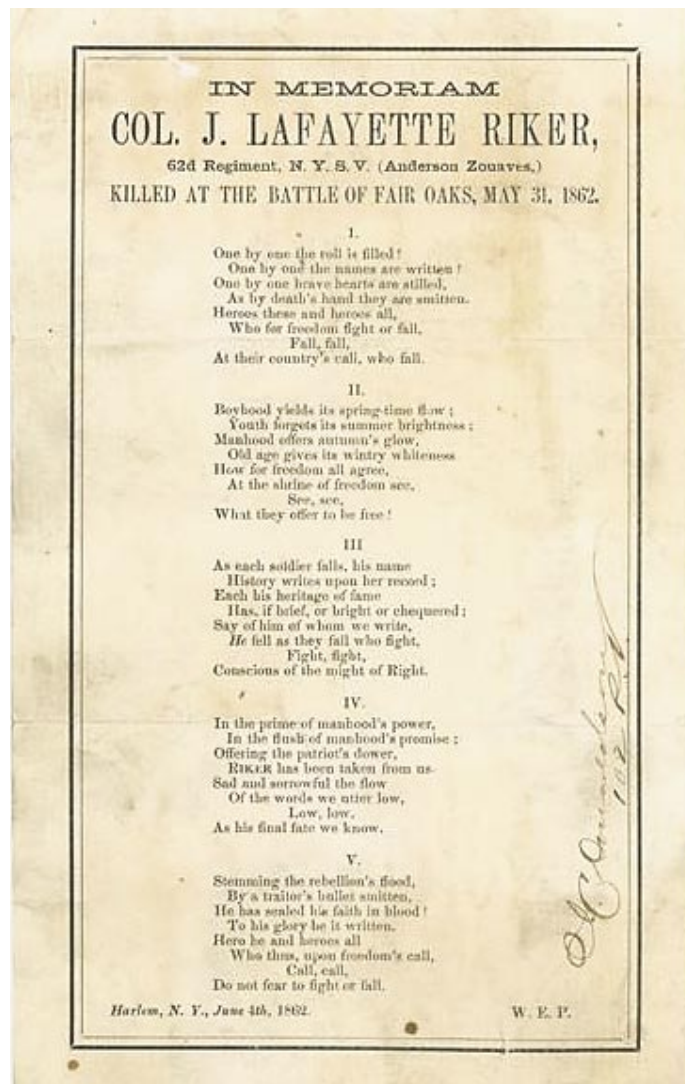 IN MEMORIAM
COL. J. LAFAYETTE RIKER,
62d Regiment, N. Y. S. V. (Anderson Zouaves,)
KILLED AT THE BATTLE OF FAIR OAKS, MAY 31, 1862.
I.
One by one the roll is filled!
One by one the names are written!
One by one brave hearts are stilled,
As by death's hand they are smitten.
Heroes these and heroes all,
Who for freedom fight or fall,
Fall, fall,
At their country's call, who fall.
II.
Boyhood yields its spring-time flow;
Youth forgets its summer brightness;
Manhood offers autumn's glow,
Old age gives its wintry whiteness
How for freedom all agree,
At the shrine of freedom see,
See, see,
What they offer to be free!
III
As each soldier falls, his name
History writes upon her record;
Each his heritage of fame
Has, if brief, or bright or chequered;
Say of him of whom we write,
He fell as they fall who fight,
Fight, fight,
Conscious of the might of Right.
IV.
In the prime of manhood's power,
In the flush of manhood's promise;
Offering the patriot's dower,
RIKER has been taken from us.
Sad and sorrowful the flow
Of the words we utter low,
Low, low,
As his final fate we know.
V.
Stemming the rebellion's flood,
By a traitor's bullet smitten,
He has sealed his faith in blood!
To his glory be it written.
Hero he and heroes all
Who thus, upon freedom's call,
Call, call,
Do not fear to fight or fall.
Harlem, N. Y., June 4th, 1862.
W. E. P.